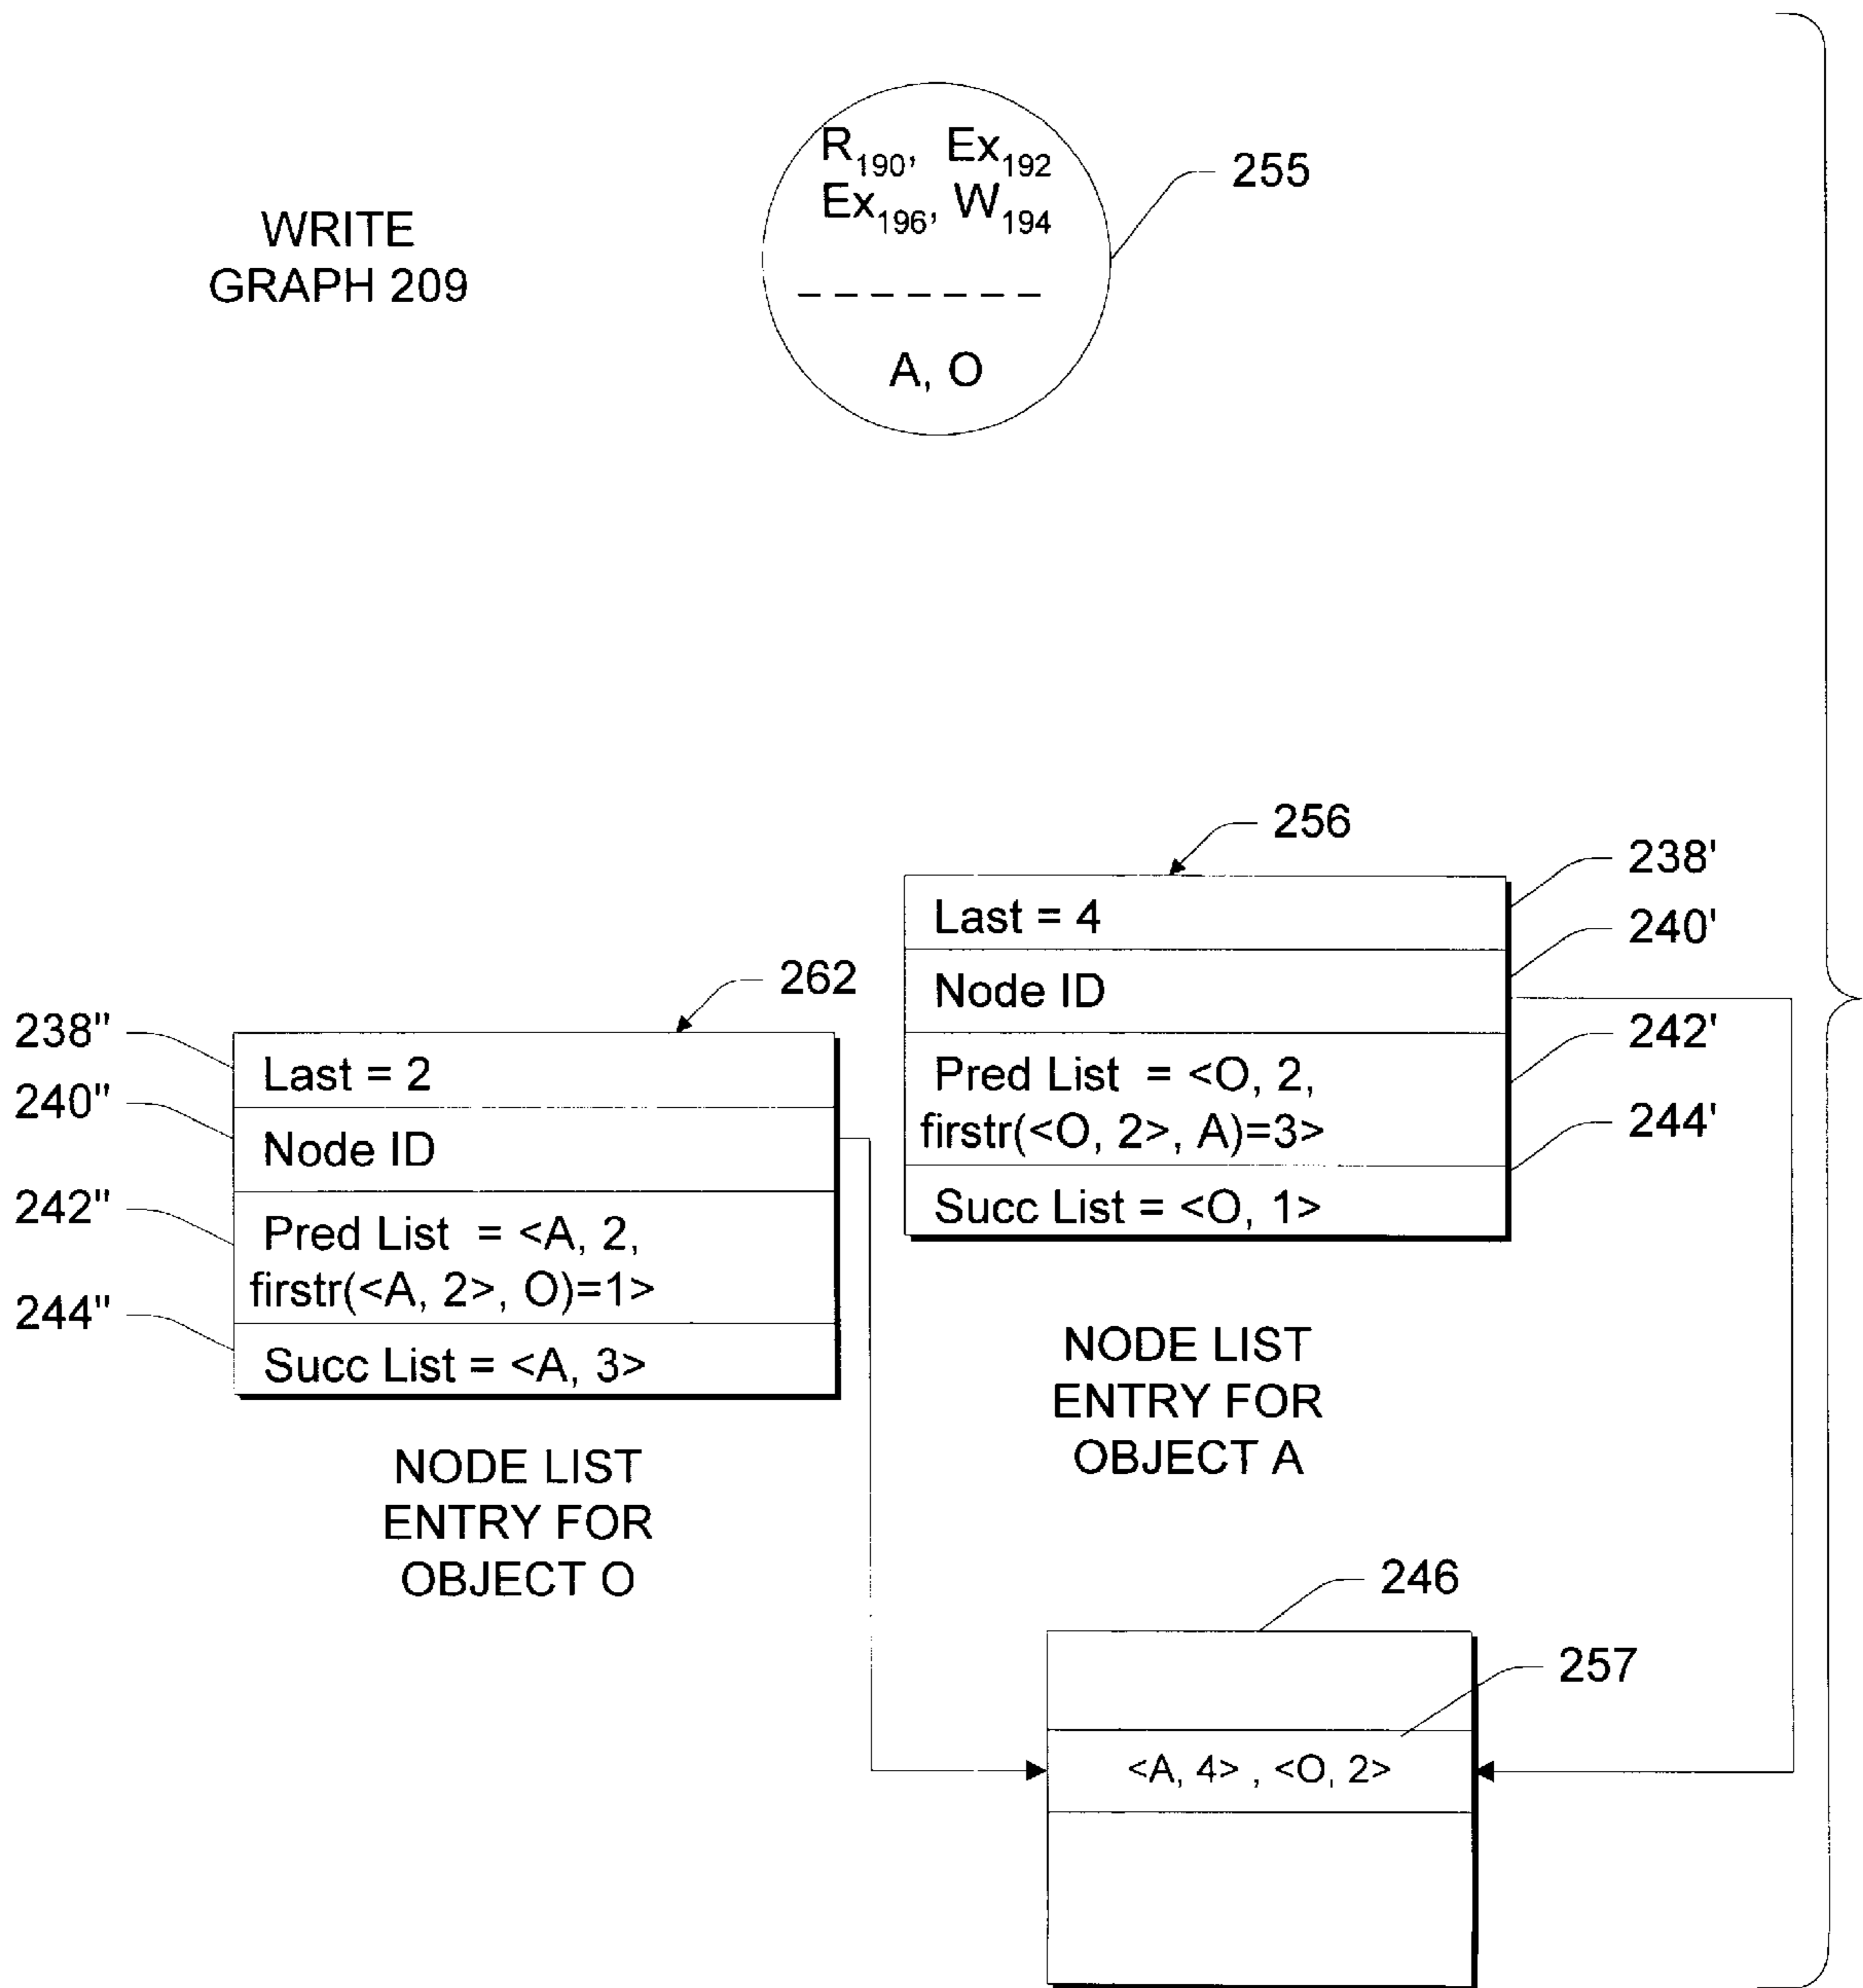 R190, Ex192
Ex196, W194
A, O
255
WRITE
GRAPH 209
256
238'
Last = 4
240'
Node ID
242'
Pred List = <O, 2,
firstr(<O, 2>, A)=3>
244'
Succ List = <O, 1>
NODE LIST
ENTRY FOR
OBJECT A
262
238"
Last = 2
240"
Node ID
242"
Pred List = <A, 2,
firstr(<A, 2>, O)=1>
244"
Succ List = <A, 3>
NODE LIST
ENTRY FOR
OBJECT O
246
257
<A, 4> , <O, 2>